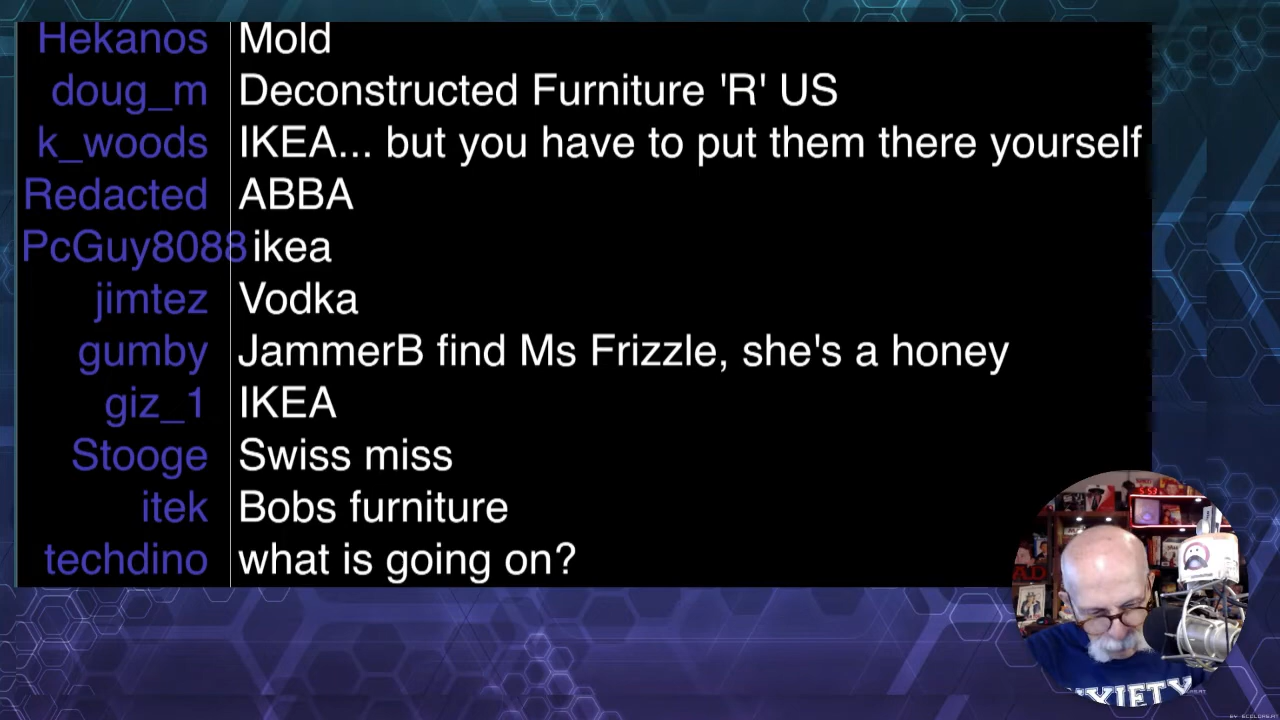 Hekanos Mold
doug_m Deconstructed Furniture 'R' US
k_woods IKEA... but you have to put them there yourself
Redacted ABBA
PcGuy8088 ikea
jimtez Vodka
gumby JammerB find Ms Frizzle, she's a honey
giz_1 IKEA
Stooge Swiss miss
itek Bobs furniture
techdino what is going on?